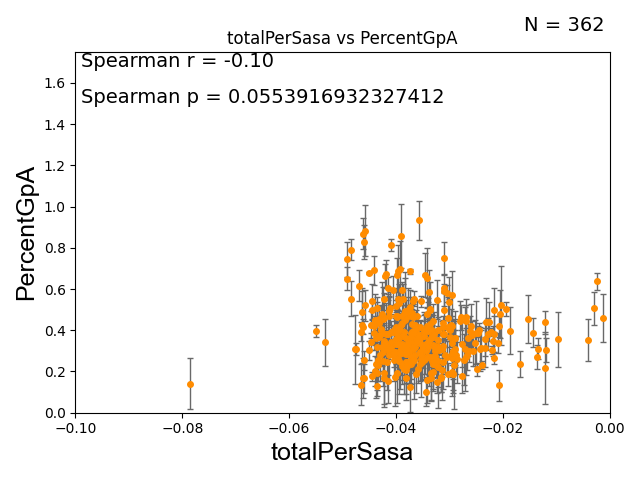 N = 362
totalPerSasa vs PercentGpA
Spearman r = -0.10
Spearman p = 0.0553916932327412
PercentGpA
1.6
1.4
1.2
1.0
0.8
0.6
0.4
0.2
0.0
−0.10 −0.08 −0.06 −0.04 −0.02 0.00
totalPerSasa